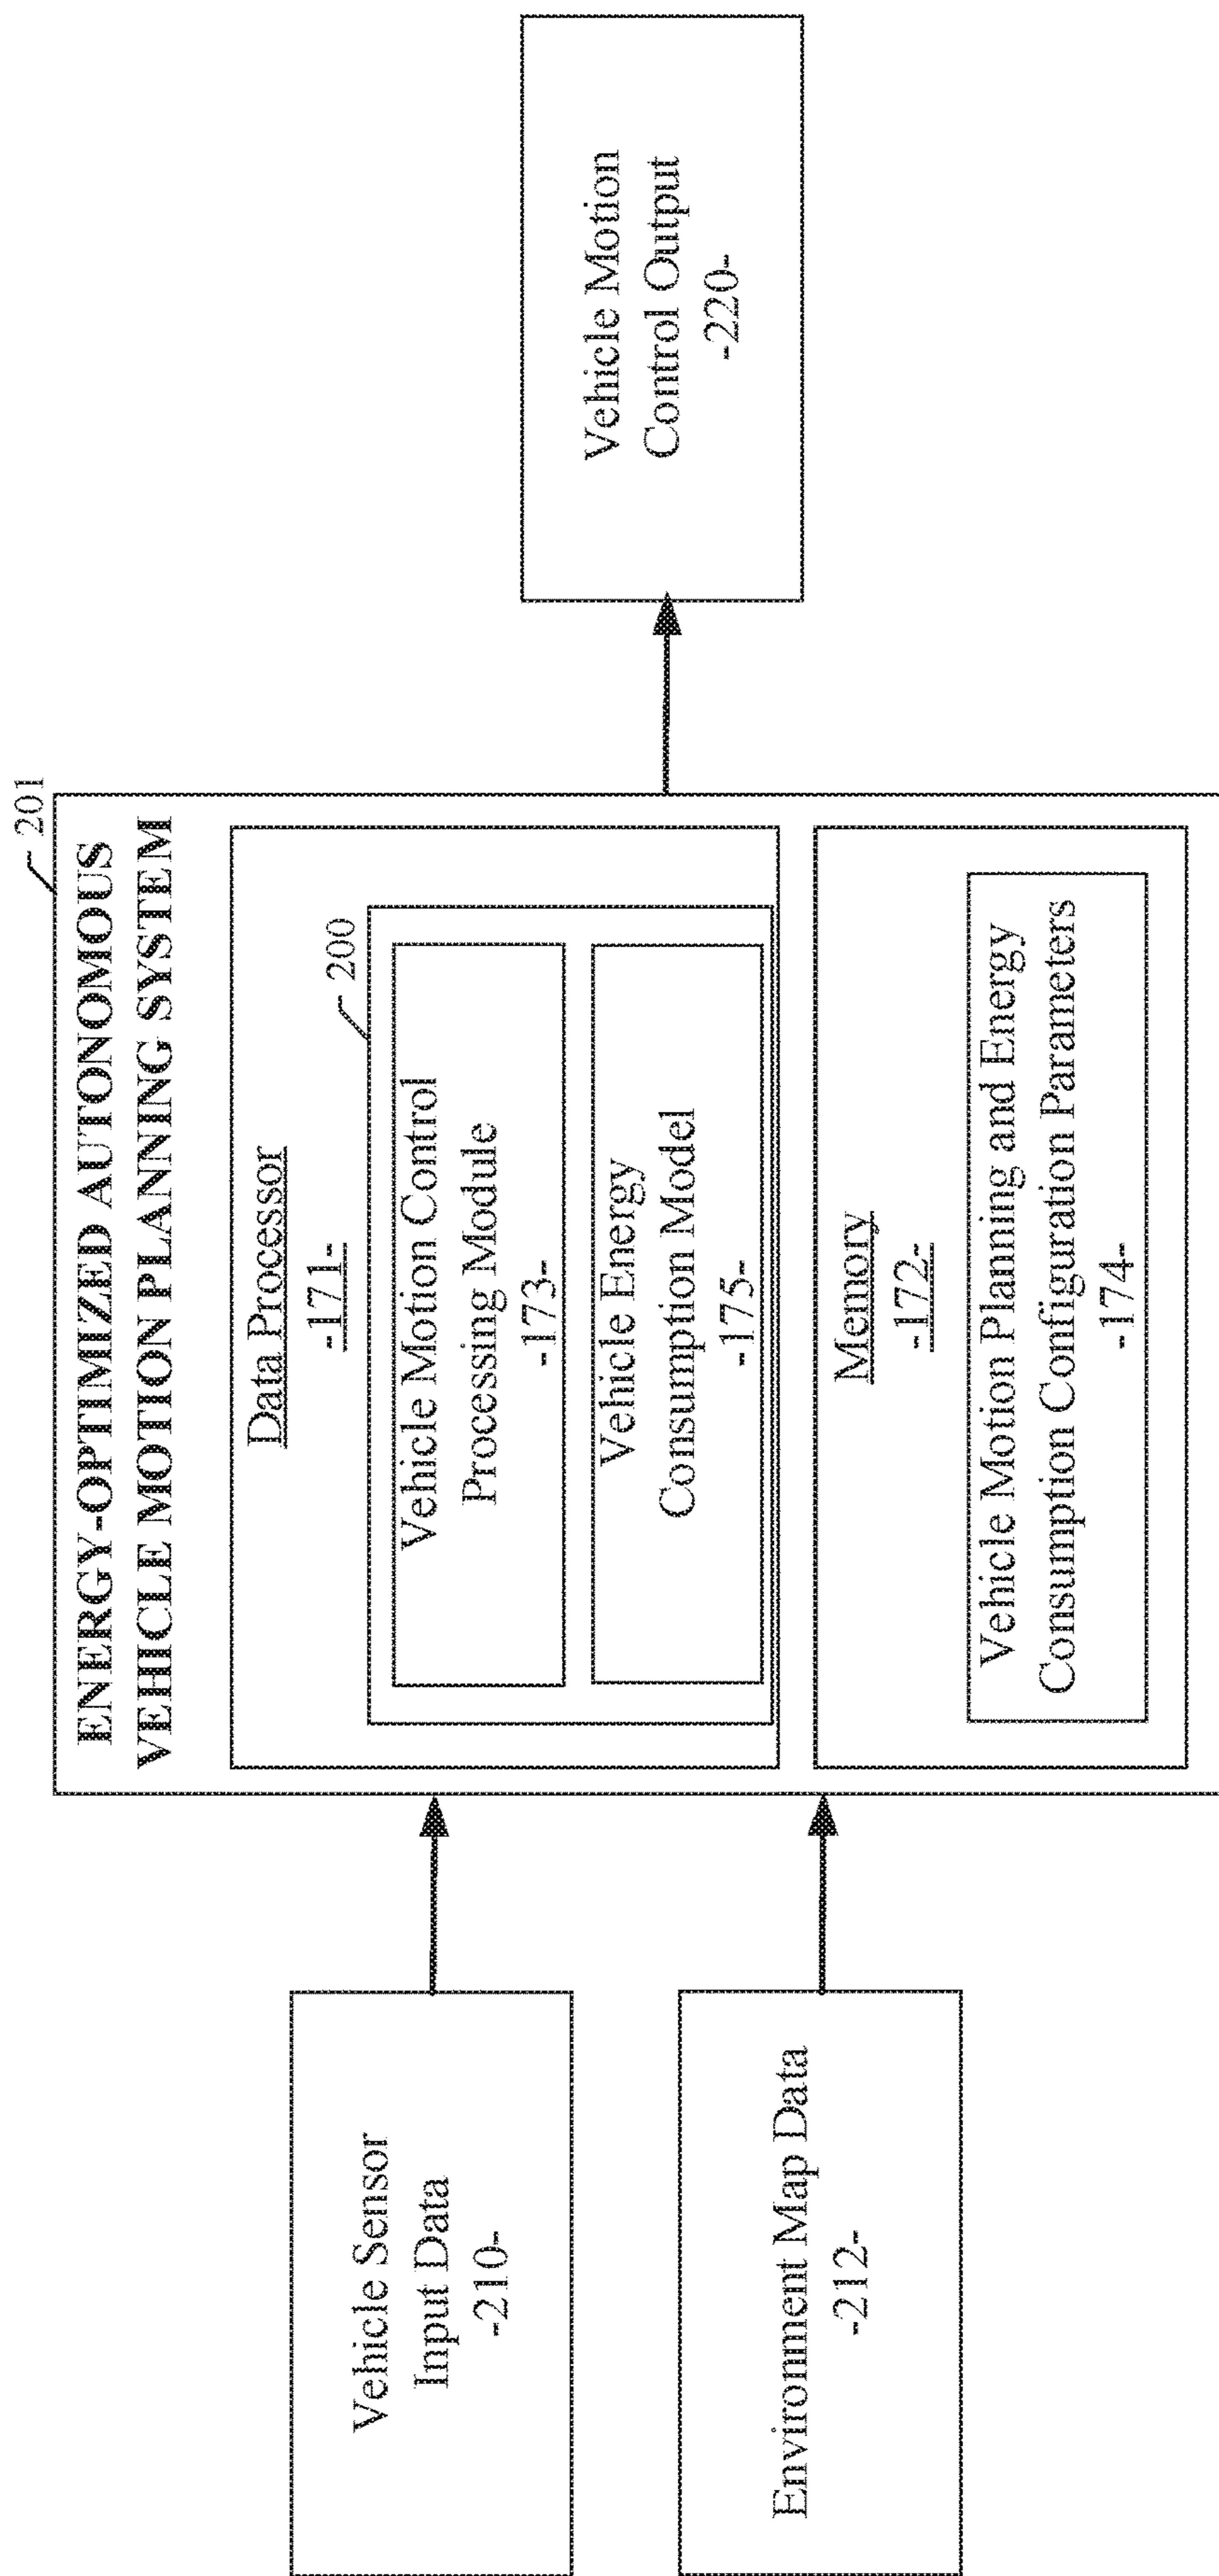 201
ENERGY-OPTIMIZED AUTONOMOUS
VEHICLE MOTION PLANNING SYSTEM
Vehicle Sensor
Input Data
-210-
Environment Map Data
-212-
Data Processor
-171-
200
Vehicle Motion Control
Processing Module
-173-
Vehicle Energy
Consumption Model
-175-
Memory
-172-
Vehicle Motion Planning and Energy
Consumption Configuration Parameters
-174-
Vehicle Motion
Control Output
-220-